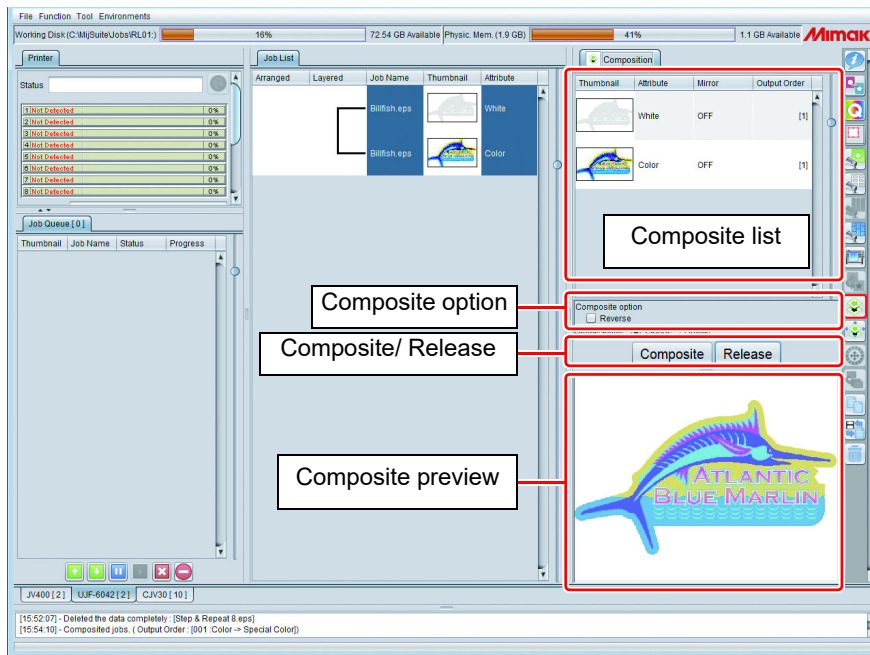 File Function Tool Environments
Working Disk (C:\MijSuite\Jobs\RL01:) 16% 72.54 GB Available Physic. Mem. (1.9 GB) 41% 1.1 GB Available Mimak
Printer
Status
1 Not Detected 0%
2 Not Detected 0%
3 Not Detected 0%
4 Not Detected 0%
5 Not Detected 0%
6 Not Detected 0%
7 Not Detected 0%
8 Not Detected 0%
Job Queue [ 0 ]
Thumbnail Job Name Status Progress
Job List
Arranged Layered Job Name Thumbnail Attribute
Billfish.eps White
Billfish.eps Color
Composition
Thumbnail Attribute Mirror Output Order
White OFF [1]
Color OFF [1]
Composite list
Composite option
Composite option
Reverse
Composite/ Release
Composite Release
Composite preview
ATLANTIC
BLUE MARLIN
JV400 [ 2 ] UJF-6042 [ 2 ] CJV30 [ 10 ]
[15:52:07] - Deleted the data completely : [Step & Repeat 8.eps]
[15:54:10] - Composited jobs. ( Output Order : [001 :Color -> Special Color])